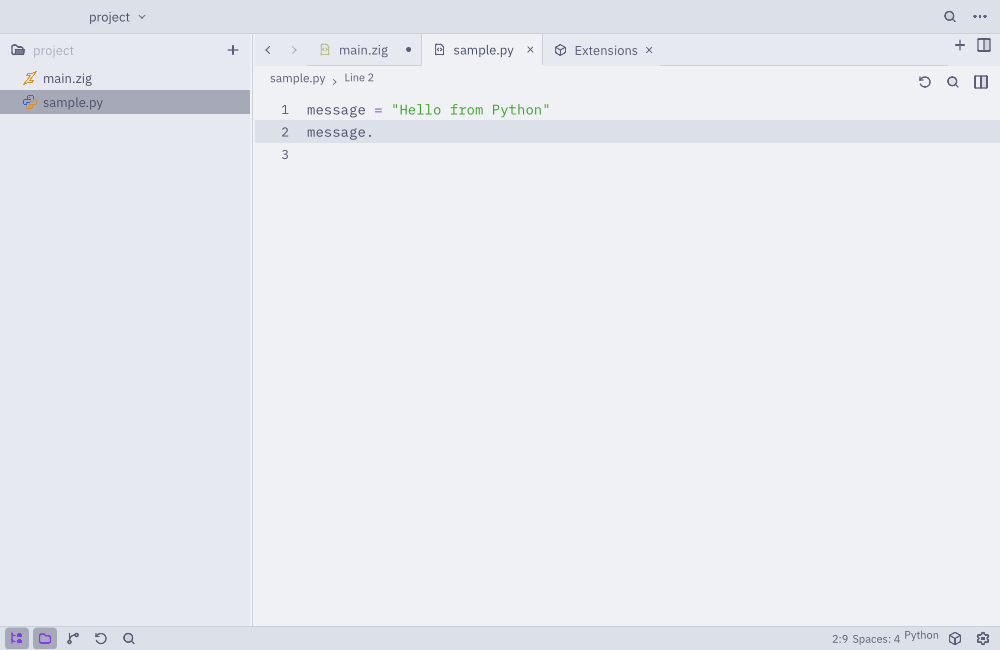 project
project
main.zig
sample.py
main.zig
sample.py
Extensions
sample.py
Line 2
1 message = "Hello from Python"
2 message.
3
2:9 Spaces: 4 Python